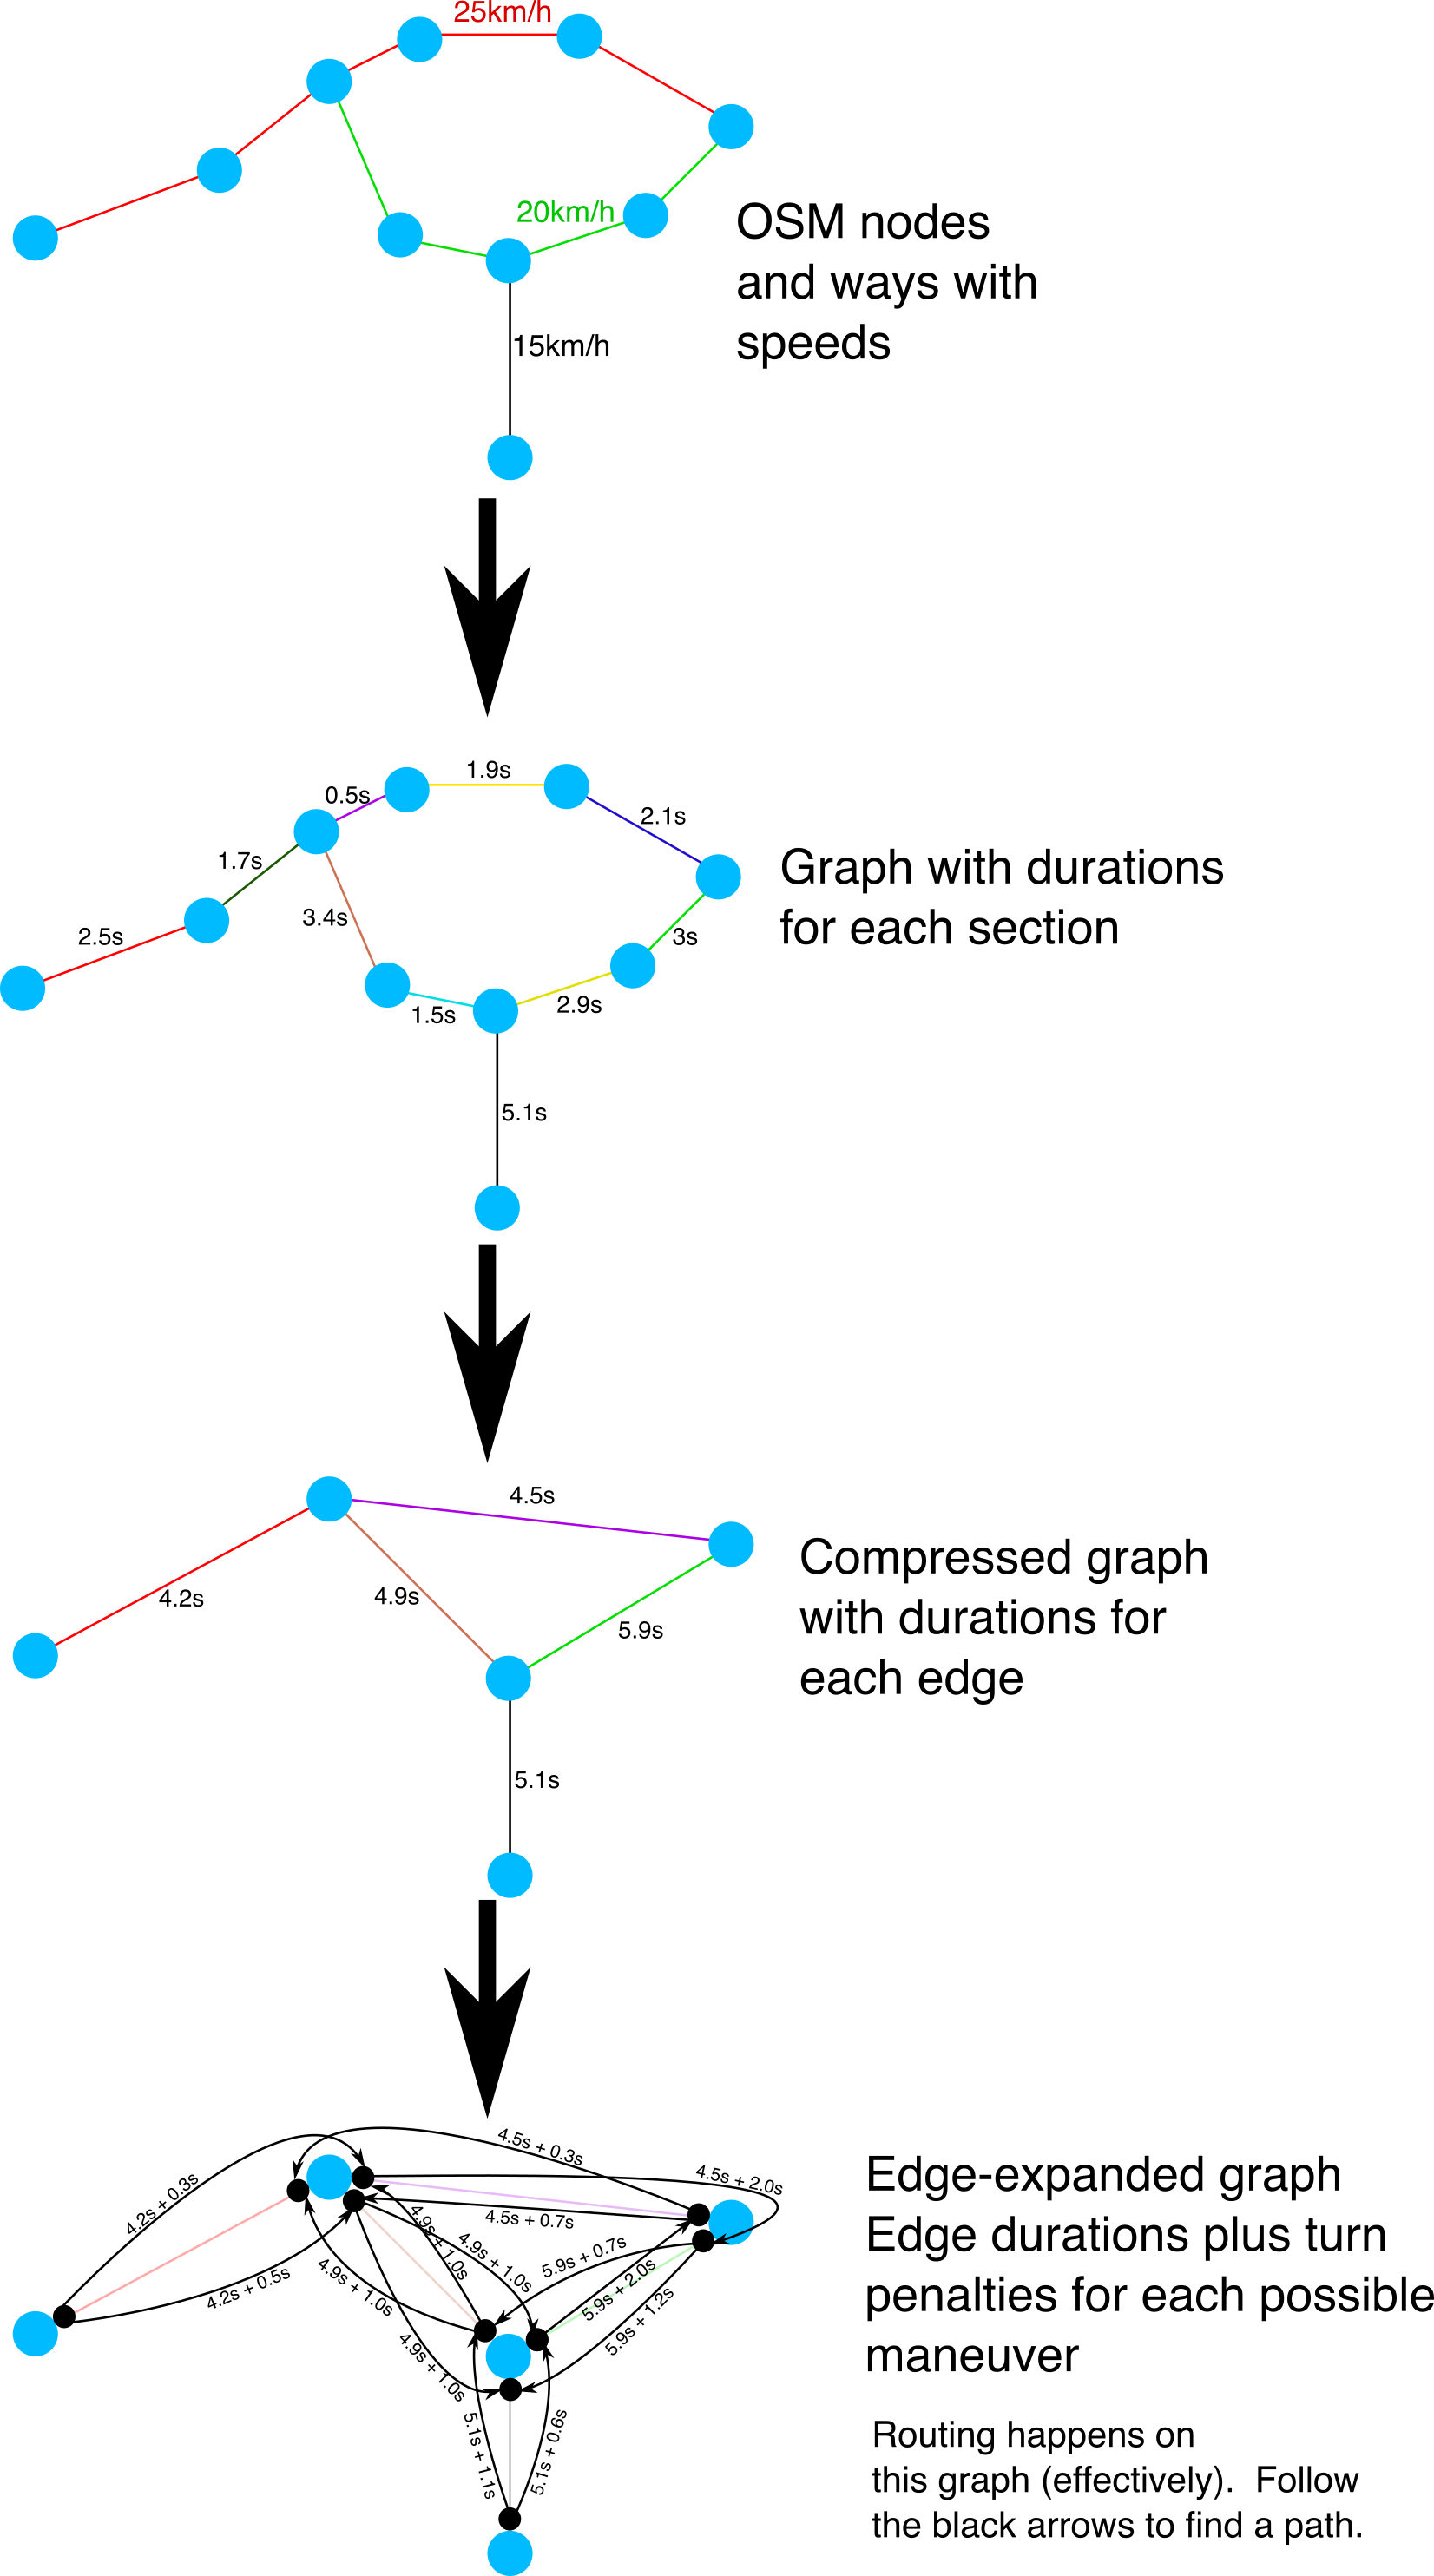 25km/h
20km/h
15km/h
OSM nodes
and ways with
speeds
0.5s
1.9s
2.1s
1.7s
3.4s
2.5s
3s
2.9s
1.5s
5.1s
Graph with durations
for each section
4.5s
4.2s
4.9s
5.9s
5.1s
Compressed graph
with durations for
each edge
4.2s + 0.3s
4.5s + 0.3s
4.5s + 2.0s
4.5s + 0.7s
4.9s + 1.0s
4.9s + 1.0s
5.9s + 0.7s
5.9s + 2.0s
5.9s + 1.2s
4.2s + 0.5s
4.9s + 1.0s
4.9s + 1.0s
5.1s + 1.1s
5.1s + 0.6s
Edge-expanded graph
Edge durations plus turn
penalties for each possible
maneuver
Routing happens on
this graph (effectively).  Follow
the black arrows to find a path.